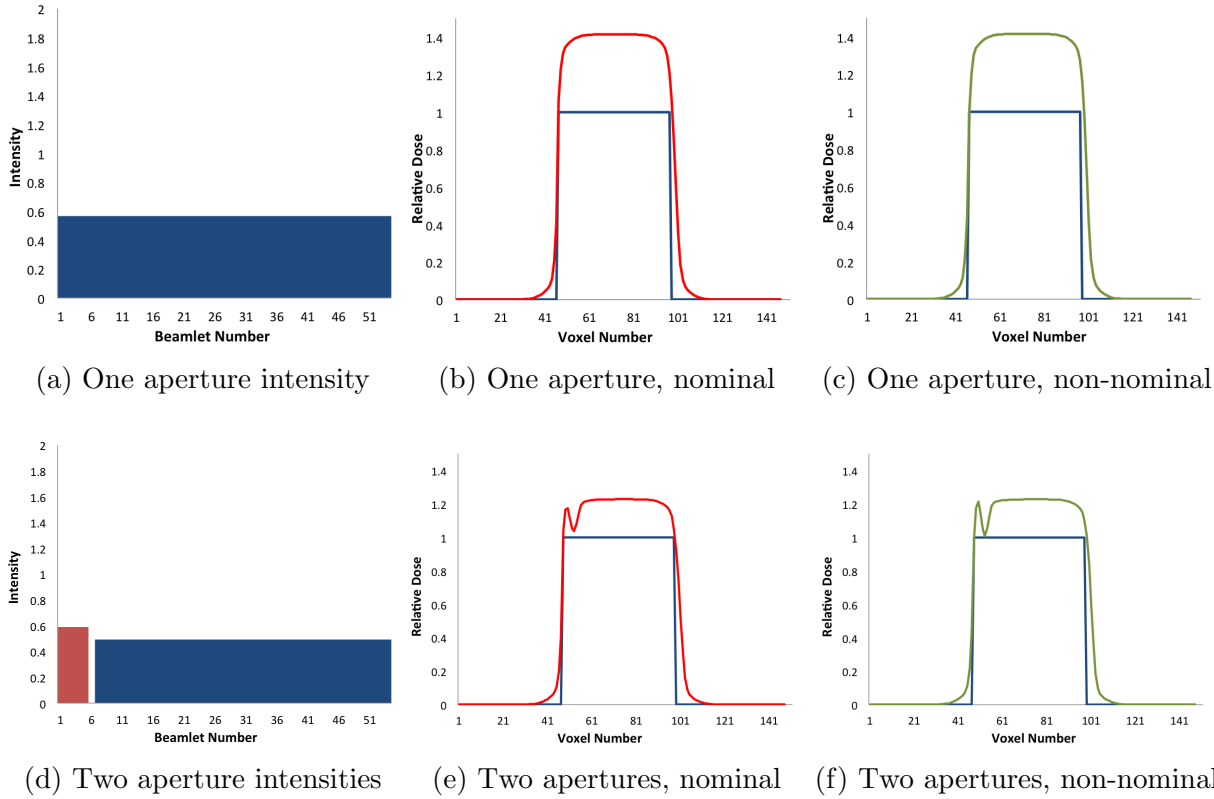 2
1.8
1.6
1.4
1.2
1
0.8
0.6
0.4
0.2
0
Intensity
1 6 11 16 21 26 31 36 41 46 51
Beamlet Number
(a) One aperture intensity
1.4
1.2
1
0.8
0.6
0.4
0.2
0
Relative Dose
1 21 41 61 81 101 121 141
Voxel Number
(b) One aperture, nominal
1.4
1.2
1
0.8
0.6
0.4
0.2
0
Relative Dose
1 21 41 61 81 101 121 141
Voxel Number
(c) One aperture, non-nominal
2
1.8
1.6
1.4
1.2
1
0.8
0.6
0.4
0.2
0
Intensity
1 6 11 16 21 26 31 36 41 46 51
Beamlet Number
(d) Two aperture intensities
1.4
1.2
1
0.8
0.6
0.4
0.2
0
Relative Dose
1 21 41 61 81 101 121 141
Voxel Number
(e) Two apertures, nominal
1.4
1.2
1
0.8
0.6
0.4
0.2
0
Relative Dose
1 21 41 61 81 101 121 141
Voxel Number
(f) Two apertures, non-nominal